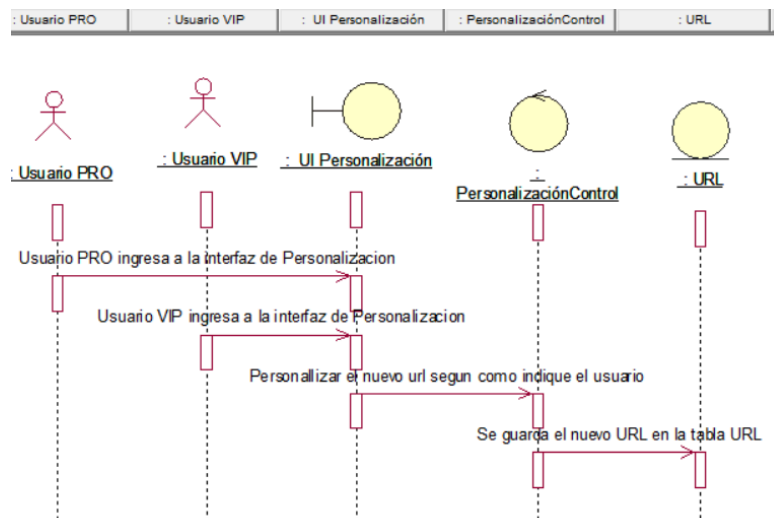 : Usuario PRO
: Usuario VIP
: UI Personalización
: PersonalizaciónControl
: URL
: Usuario PRO
: Usuario VIP
: UI Personalización
:
PersonalizaciónControl
: URL
Usuario PRO ingresa a la interfaz de Personalizacion
Usuario VIP ingresa a la interfaz de Personalizacion
Personallizar el nuevo url segun como indique el usuario
Se guarda el nuevo URL en la tabla URL